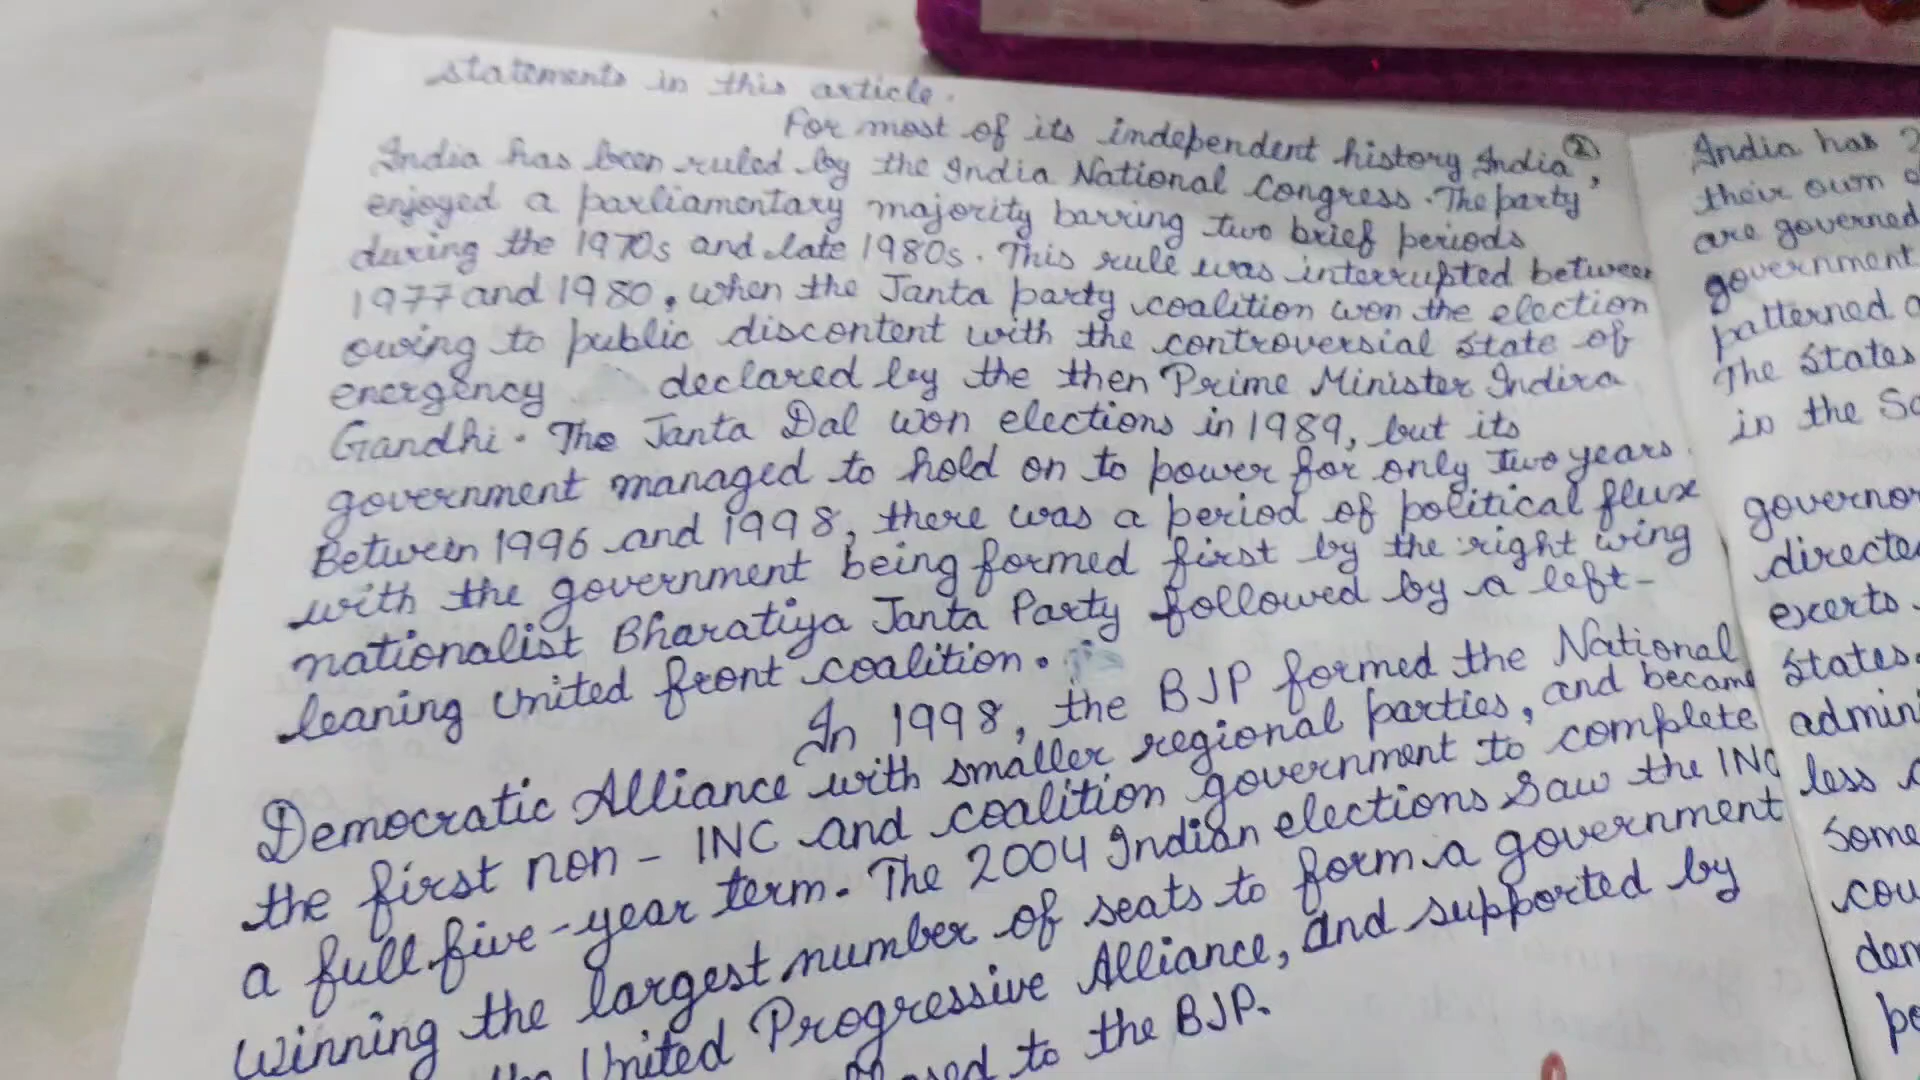 statements in this article.
For most of its independent history India, ②
India has been ruled by the India National Congress. The party
enjoyed a parliamentary majority barring two brief periods
during the 1970s and late 1980s. This rule was interrupted between
1977 and 1980, when the Janta party coalition won the election
owing to public discontent with the controversial state of
energency declared by the then Prime Minister Indira
Gandhi. The Janta Dal won elections in 1989, but its
government managed to hold on to power for only two years.
Between 1996 and 1998, there was a period of political flux
with the government being formed first by the right wing
nationalist Bharatiya Janta Party followed by a left-
leaning United front coalition.
In 1998, the BJP formed the National
Democratic Alliance with smaller regional parties, and became
the first non - INC and coalition government to complete
a full five-year term. The 2004 Indian elections saw the INC
winning the largest number of seats to form a government
United Progressive Alliance, and supported by
to the BJP.
India has
their own
are governed
government
patterned
The States
in the
governor
exerts
States.
less
Some